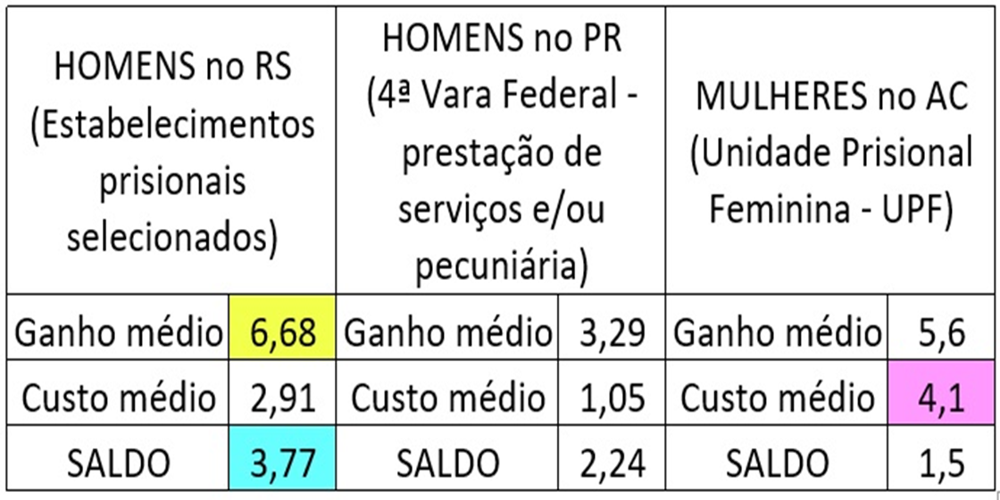 HOMENS no RS
(Estabelecimentos
prisionais
selecionados)
HOMENS no PR
(4ª Vara Federal -
prestação de
serviços e/ou
pecuniária)
MULHERES no AC
(Unidade Prisional
Feminina - UPF)
Ganho médio 6,68 Ganho médio 3,29 Ganho médio 5,6
Custo médio 2,91 Custo médio 1,05 Custo médio 4,1
SALDO 3,77 SALDO 2,24 SALDO 1,5